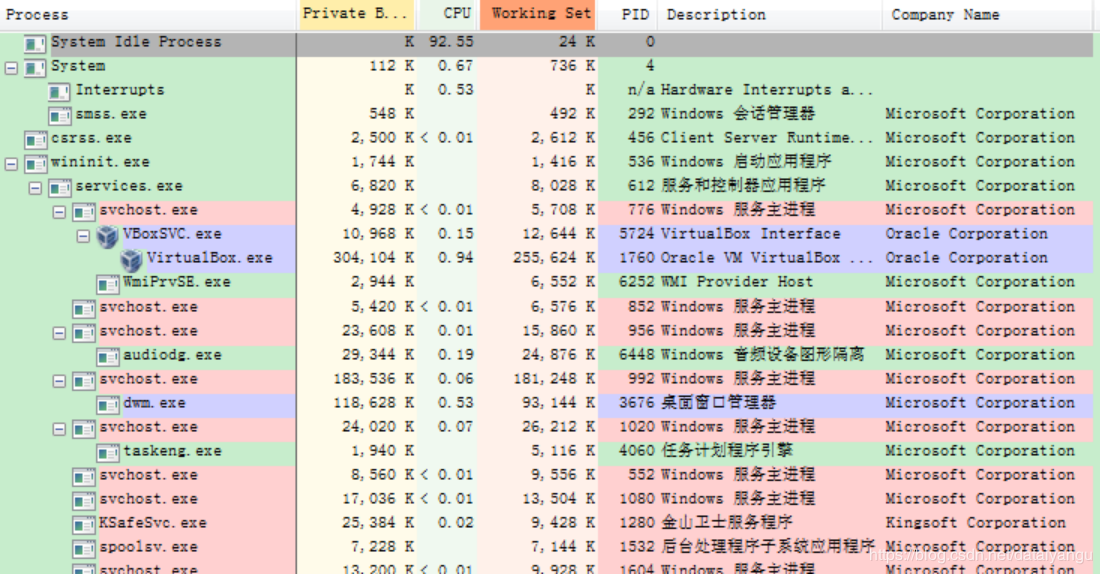 Process Private B... CPU Working Set PID Description Company Name
System Idle Process K 92.55 24 K 0
System 112 K 0.67 736 K 4
Interrupts K 0.53 n/a Hardware Interrupts a...
smss.exe 548 K 492 K 292 Windows 会话管理器 Microsoft Corporation
csrss.exe 2,500 K < 0.01 2,612 K 456 Client Server Runtime... Microsoft Corporation
wininit.exe 1,744 K 1,416 K 536 Windows 启动应用程序 Microsoft Corporation
services.exe 6,820 K 8,028 K 612 服务和控制器应用程序 Microsoft Corporation
svchost.exe 4,928 K < 0.01 5,708 K 776 Windows 服务主进程 Microsoft Corporation
VBoxSVC.exe 10,968 K 0.15 12,644 K 5724 VirtualBox Interface Oracle Corporation
VirtualBox.exe 304,104 K 0.94 255,624 K 1760 Oracle VM VirtualBox ... Oracle Corporation
WmiPrvSE.exe 2,944 K 6,552 K 6252 WMI Provider Host Microsoft Corporation
svchost.exe 5,420 K < 0.01 6,576 K 852 Windows 服务主进程 Microsoft Corporation
svchost.exe 23,608 K 0.01 15,860 K 956 Windows 服务主进程 Microsoft Corporation
audiodg.exe 29,344 K 0.19 24,876 K 6448 Windows 音频设备图形隔离 Microsoft Corporation
svchost.exe 183,536 K 0.06 181,248 K 992 Windows 服务主进程 Microsoft Corporation
dwm.exe 118,628 K 0.53 93,144 K 3676 桌面窗口管理器 Microsoft Corporation
svchost.exe 24,020 K 0.07 26,212 K 1020 Windows 服务主进程 Microsoft Corporation
taskeng.exe 1,940 K 5,116 K 4060 任务计划程序引擎 Microsoft Corporation
svchost.exe 8,560 K < 0.01 9,556 K 552 Windows 服务主进程 Microsoft Corporation
svchost.exe 17,036 K < 0.01 13,504 K 1080 Windows 服务主进程 Microsoft Corporation
KSafeSvc.exe 25,384 K 0.02 9,428 K 1280 金山卫士服务程序 Kingsoft Corporation
spoolsv.exe 7,228 K 7,144 K 1532 后台处理程序子系统应用程序 Microsoft Corporation
svchost.exe 13,200 K < 0.01 9,928 K 1604 Windows 服务主进程 Microsoft Corporation
https://blog.csdn.net/dataiyangu